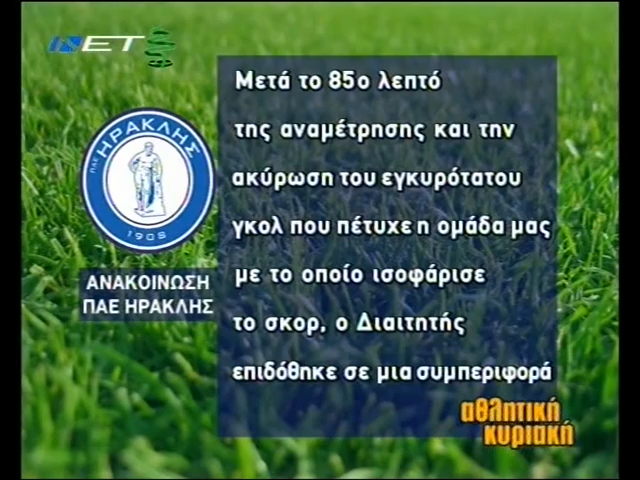 ΝΕΤ
Μετά το 85ο λεπτό
της αναμέτρησης και την
ακύρωση του εγκυρότατου
γκολ που πέτυχε η ομάδα μας
με το οποίο ισοφάρισε
το σκορ, ο Διαιτητής
επιδόθηκε σε μια συμπεριφορά
ΠΑΕ ΗΡΑΚΛΗΣ
1908
ΑΝΑΚΟΙΝΩΣΗ
ΠΑΕ ΗΡΑΚΛΗΣ
αθλητική
κυριακή